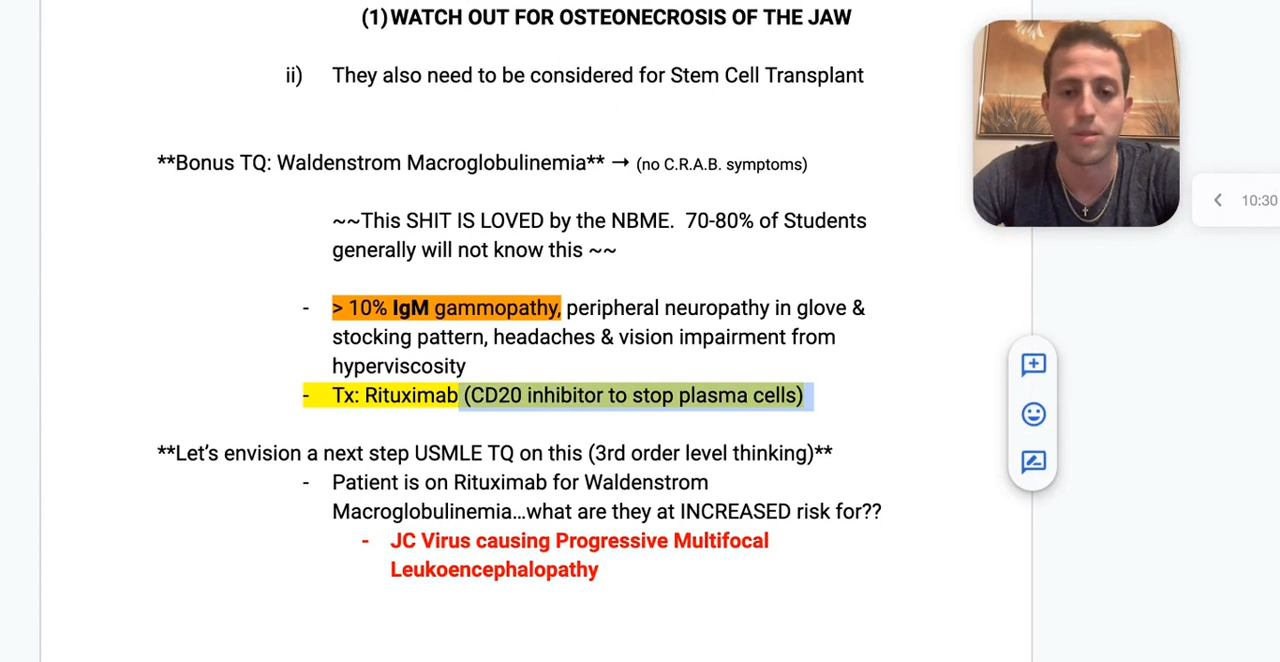 (1) WATCH OUT FOR OSTEONECROSIS OF THE JAW
ii) They also need to be considered for Stem Cell Transplant
**Bonus TQ: Waldenstrom Macroglobulinemia** → (no C.R.A.B. symptoms)
~~This SHIT IS LOVED by the NBME. 70-80% of Students
generally will not know this ~~
- > 10% IgM gammopathy, peripheral neuropathy in glove &
stocking pattern, headaches & vision impairment from
hyperviscosity
- Tx: Rituximab (CD20 inhibitor to stop plasma cells)
**Let's envision a next step USMLE TQ on this (3rd order level thinking)**
- Patient is on Rituximab for Waldenstrom
Macroglobulinemia...what are they at INCREASED risk for??
- JC Virus causing Progressive Multifocal
Leukoencephalopathy
10:30